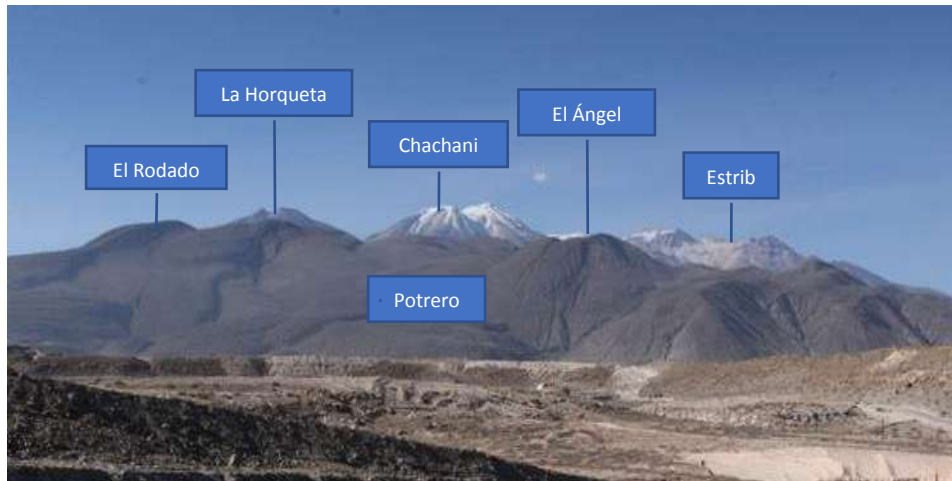 La Horqueta
El Ángel
Chachani
El Rodado
Estrib
Potrero